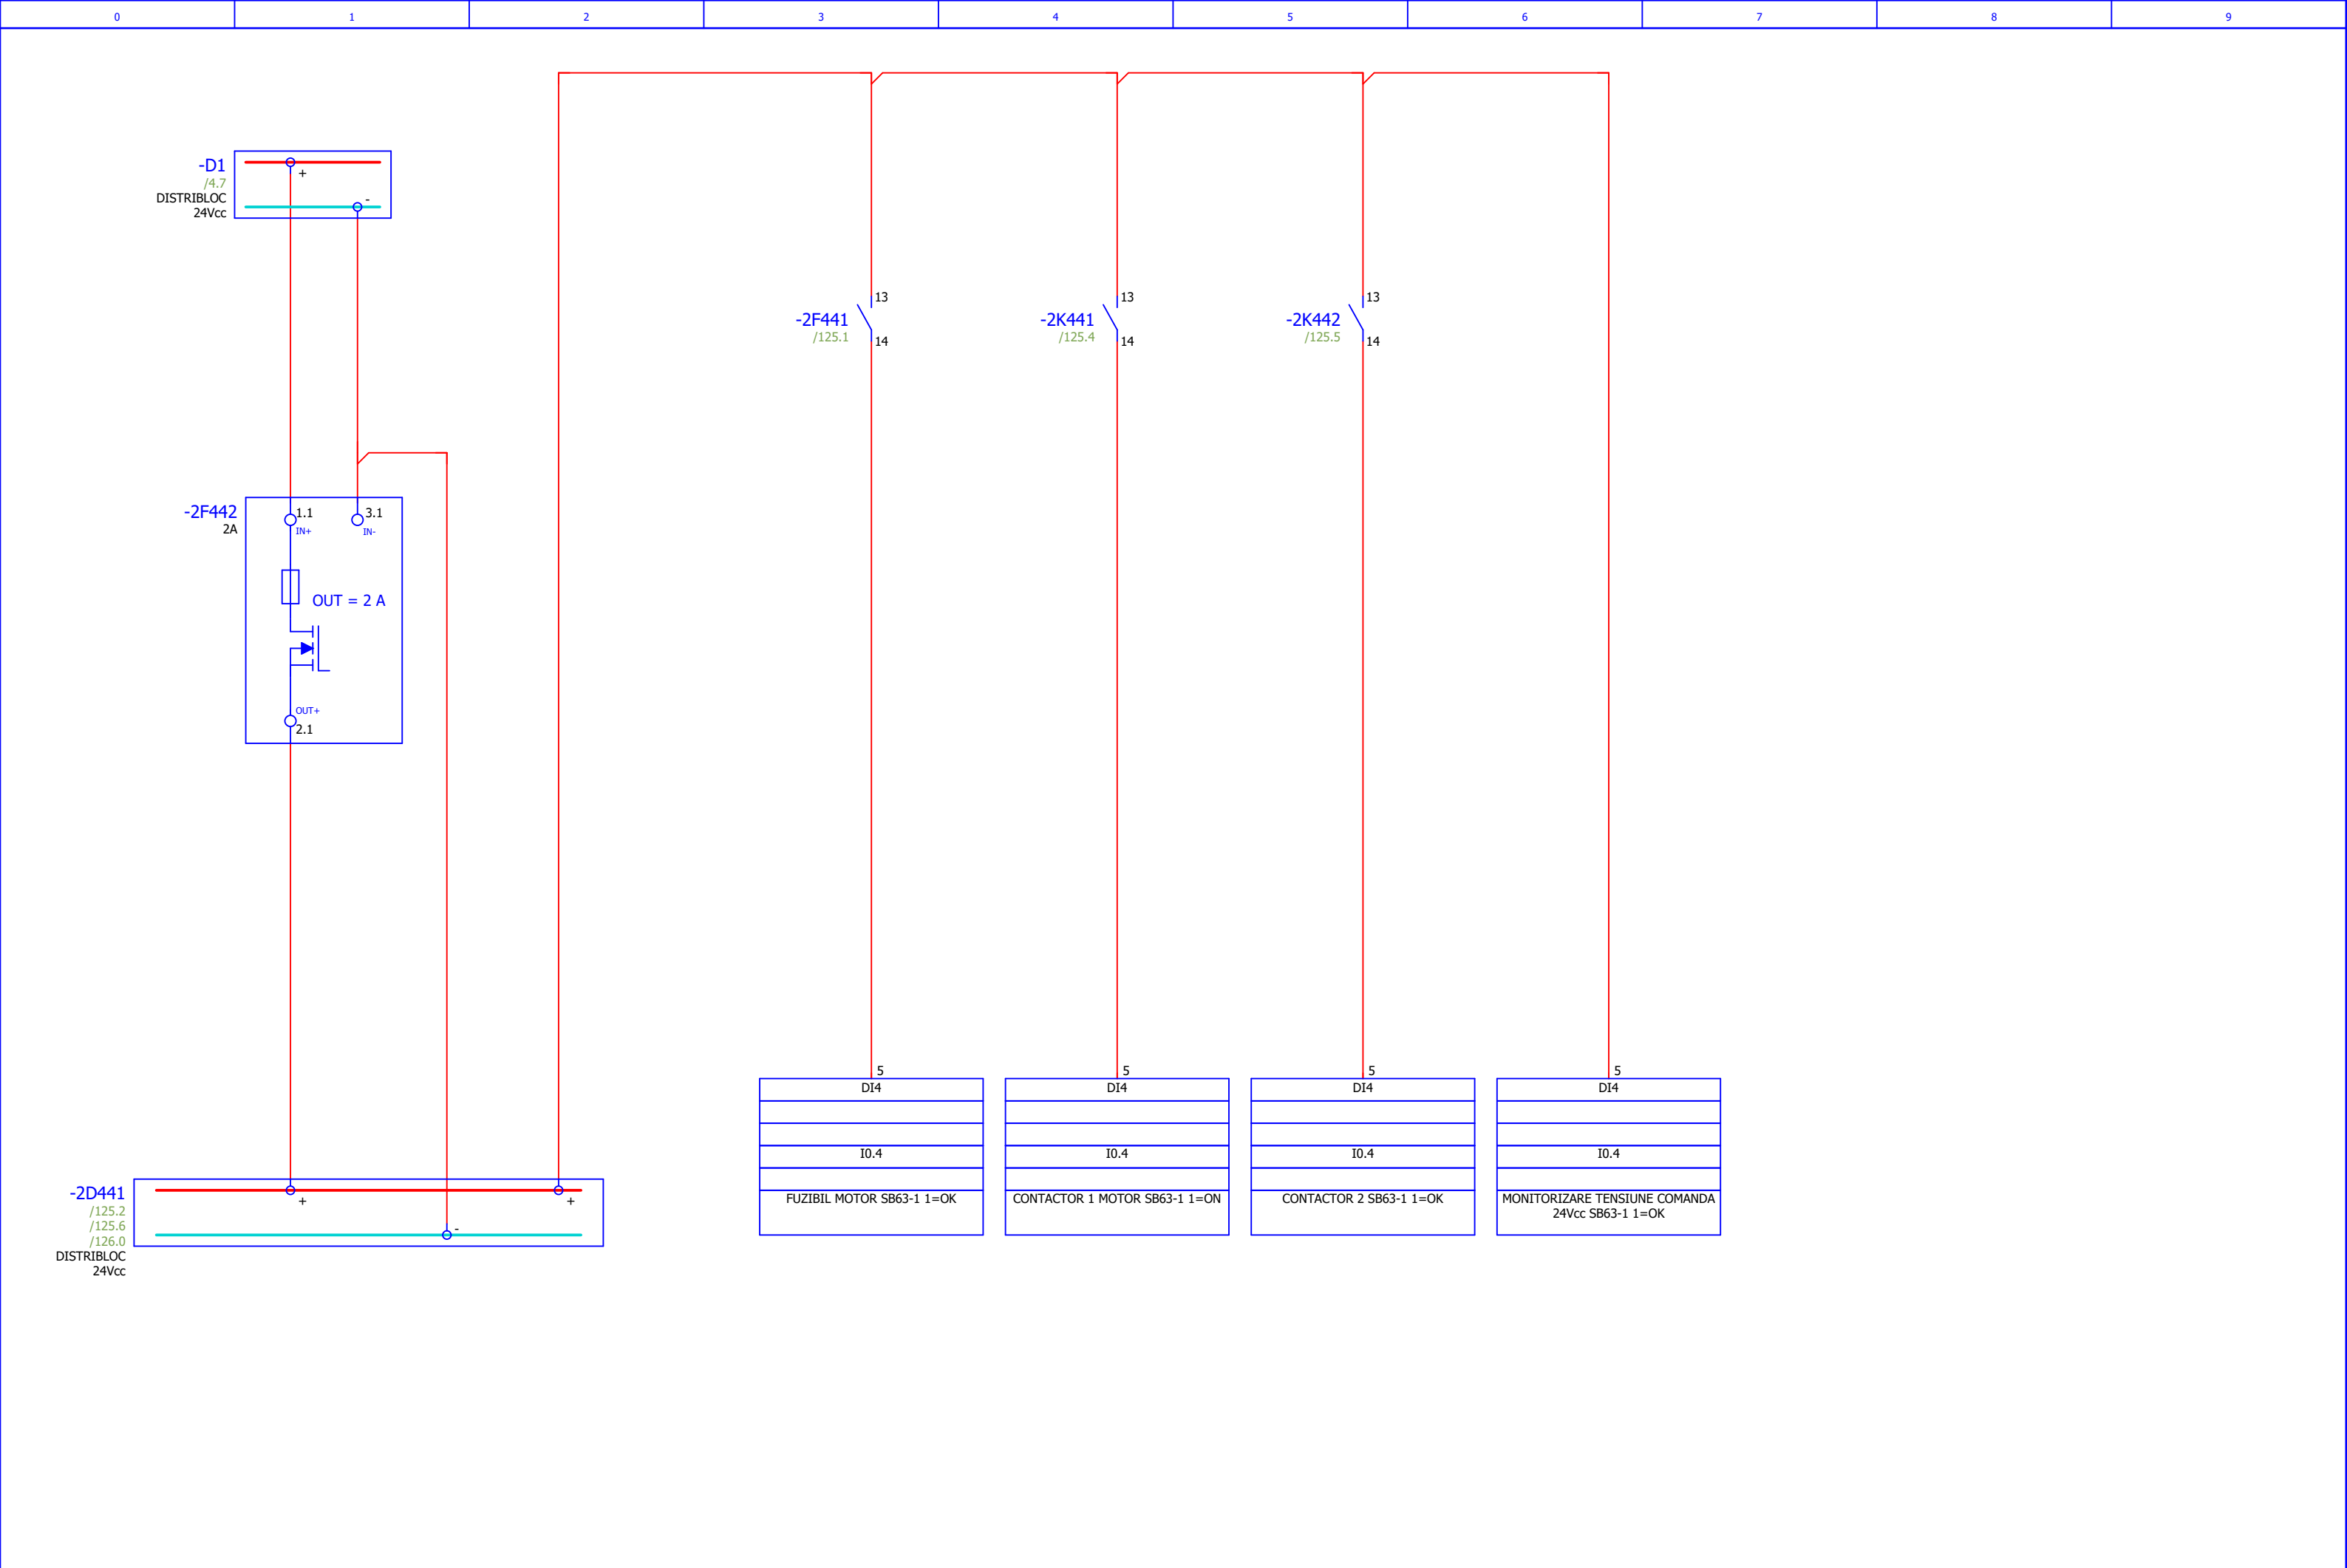 0 1 2 3 4 5 6 7 8 9
-D1
/4.7
DISTRIBLOC
24Vcc
+
-
-2F441
/125.1
13
14
-2K441
/125.4
13
14
-2K442
/125.5
13
14
-2F442
2A
1.1
IN+
3.1
IN-
OUT = 2 A
OUT+
2.1
-2D441
/125.2
/125.6
/126.0
DISTRIBLOC
24Vcc
+
-
+
5
DI4
I0.4
FUZIBIL MOTOR SB63-1 1=OK
5
DI4
I0.4
CONTACTOR 1 MOTOR SB63-1 1=ON
5
DI4
I0.4
CONTACTOR 2 SB63-1 1=OK
5
DI4
I0.4
MONITORIZARE TENSIUNE COMANDA
24Vcc SB63-1 1=OK